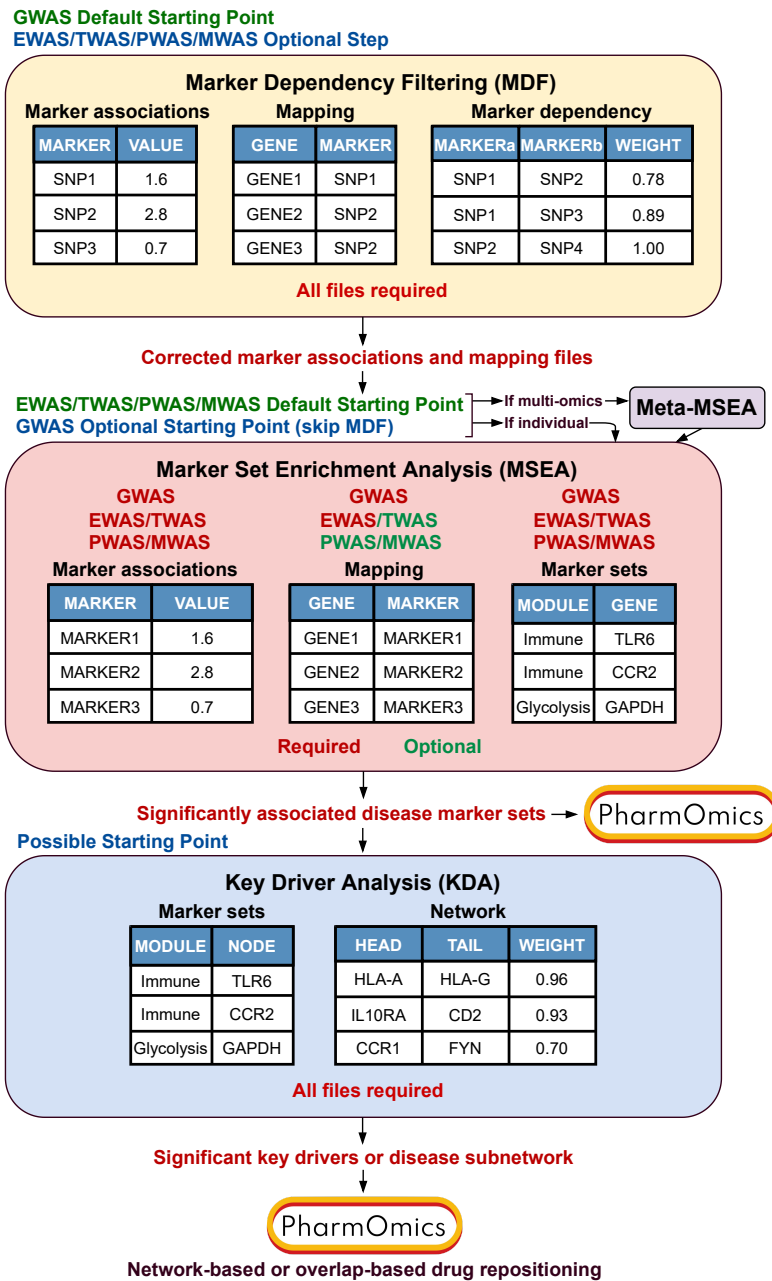 GWAS Default Starting Point
EWAS/TWAS/PWAS/MWAS Optional Step
Marker Dependency Filtering (MDF)
Marker associations
MARKER VALUE
SNP1 1.6
SNP2 2.8
SNP3 0.7
Mapping
GENE MARKER
GENE1 SNP1
GENE2 SNP2
GENE3 SNP2
Marker dependency
MARKERa MARKERb WEIGHT
SNP1 SNP2 0.78
SNP1 SNP3 0.89
SNP2 SNP4 1.00
All files required
Corrected marker associations and mapping files
EWAS/TWAS/PWAS/MWAS Default Starting Point
GWAS Optional Starting Point (skip MDF)
If multi-omics
If individual
Meta-MSEA
Marker Set Enrichment Analysis (MSEA)
GWAS
EWAS/TWAS
PWAS/MWAS
Marker associations
MARKER VALUE
MARKER1 1.6
MARKER2 2.8
MARKER3 0.7
GWAS
EWAS/TWAS
PWAS/MWAS
Mapping
GENE MARKER
GENE1 MARKER1
GENE2 MARKER2
GENE3 MARKER3
GWAS
EWAS/TWAS
PWAS/MWAS
Marker sets
MODULE GENE
Immune TLR6
Immune CCR2
Glycolysis GAPDH
Required Optional
Significantly associated disease marker sets
PharmOmics
Possible Starting Point
Key Driver Analysis (KDA)
Marker sets
MODULE NODE
Immune TLR6
Immune CCR2
Glycolysis GAPDH
Network
HEAD TAIL WEIGHT
HLA-A HLA-G 0.96
IL10RA CD2 0.93
CCR1 FYN 0.70
All files required
Significant key drivers or disease subnetwork
PharmOmics
Network-based or overlap-based drug repositioning